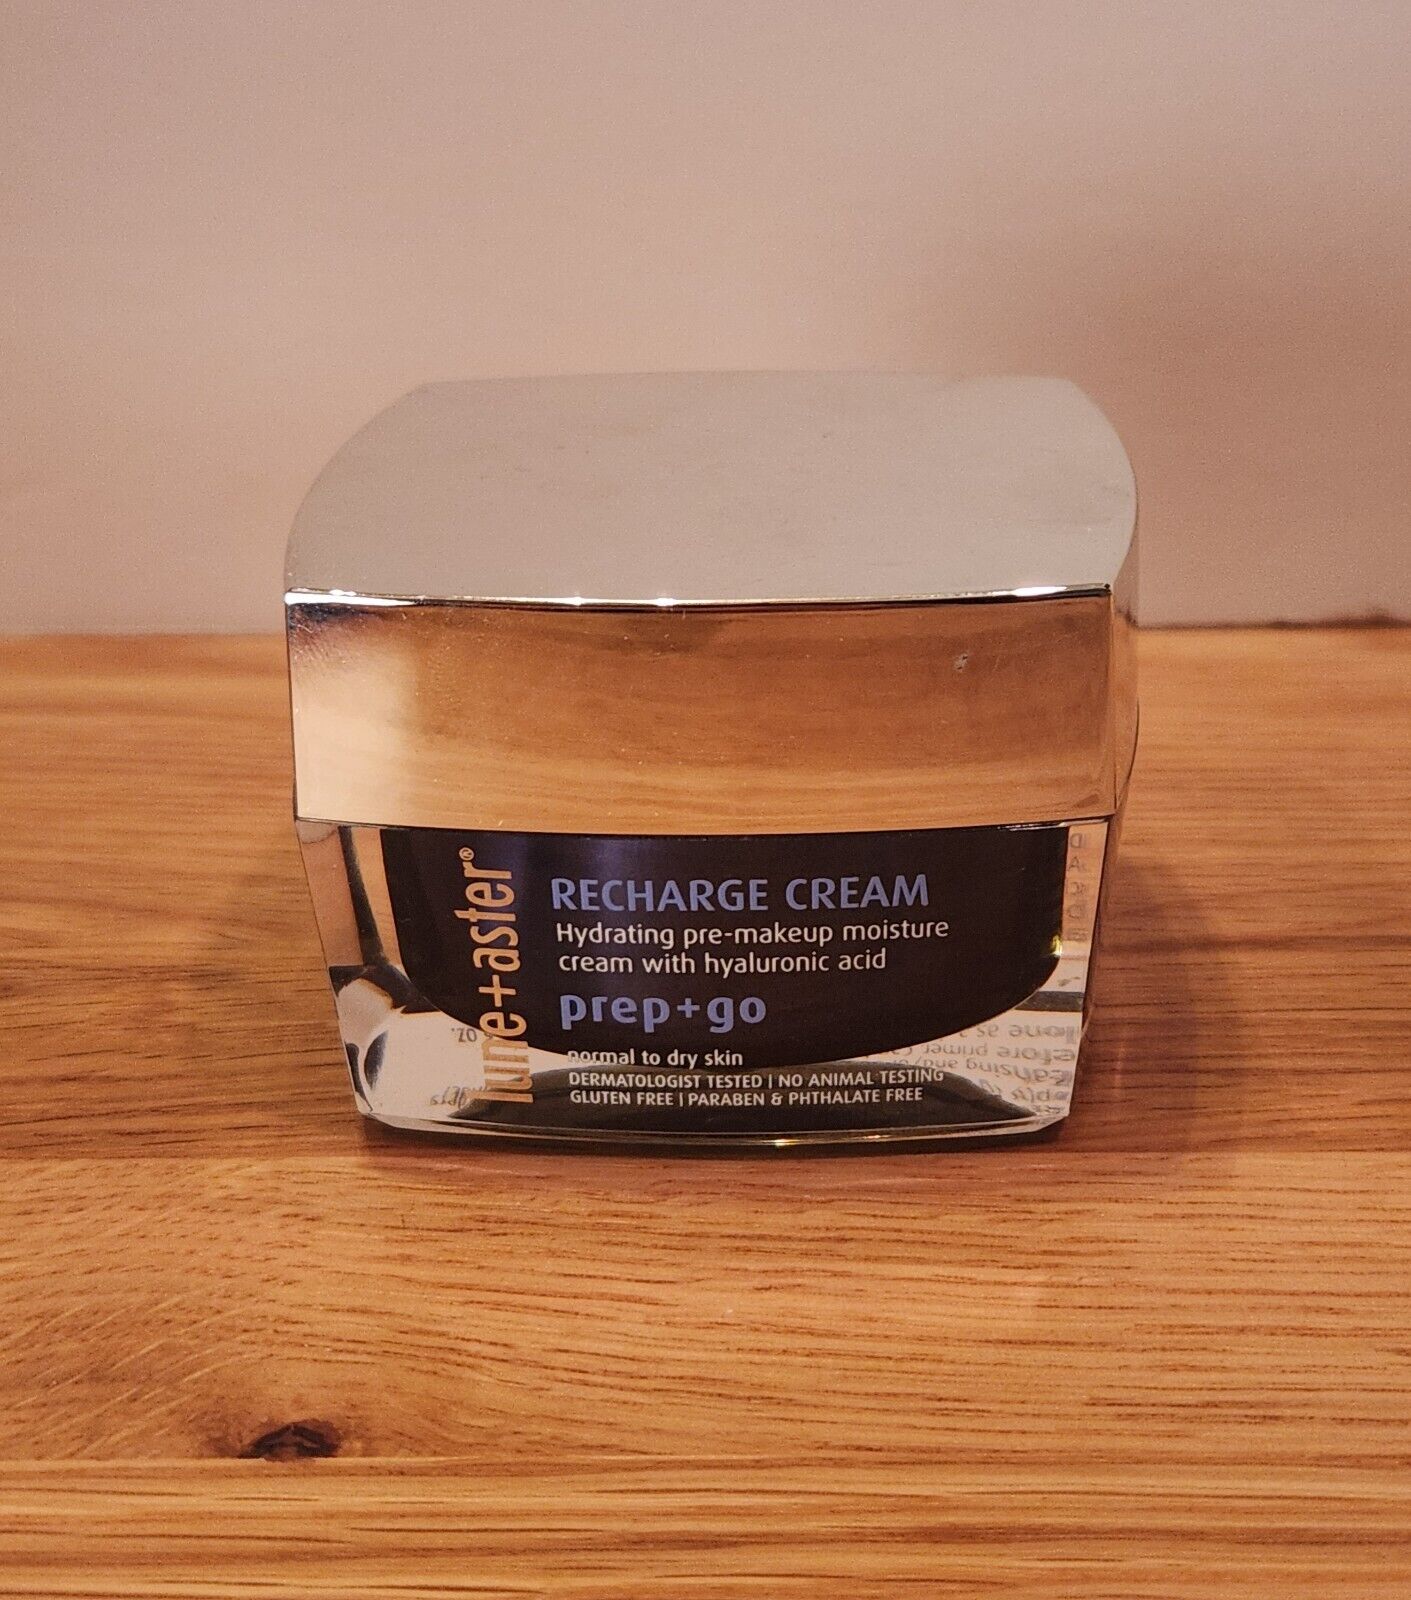 lune+aster®
RECHARGE CREAM
Hydrating pre-makeup moisture
cream with hyaluronic acid
prep+go
normal to dry skin
DERMATOLOGIST TESTED | NO ANIMAL TESTING
GLUTEN FREE | PARABEN & PHTHALATE FREE